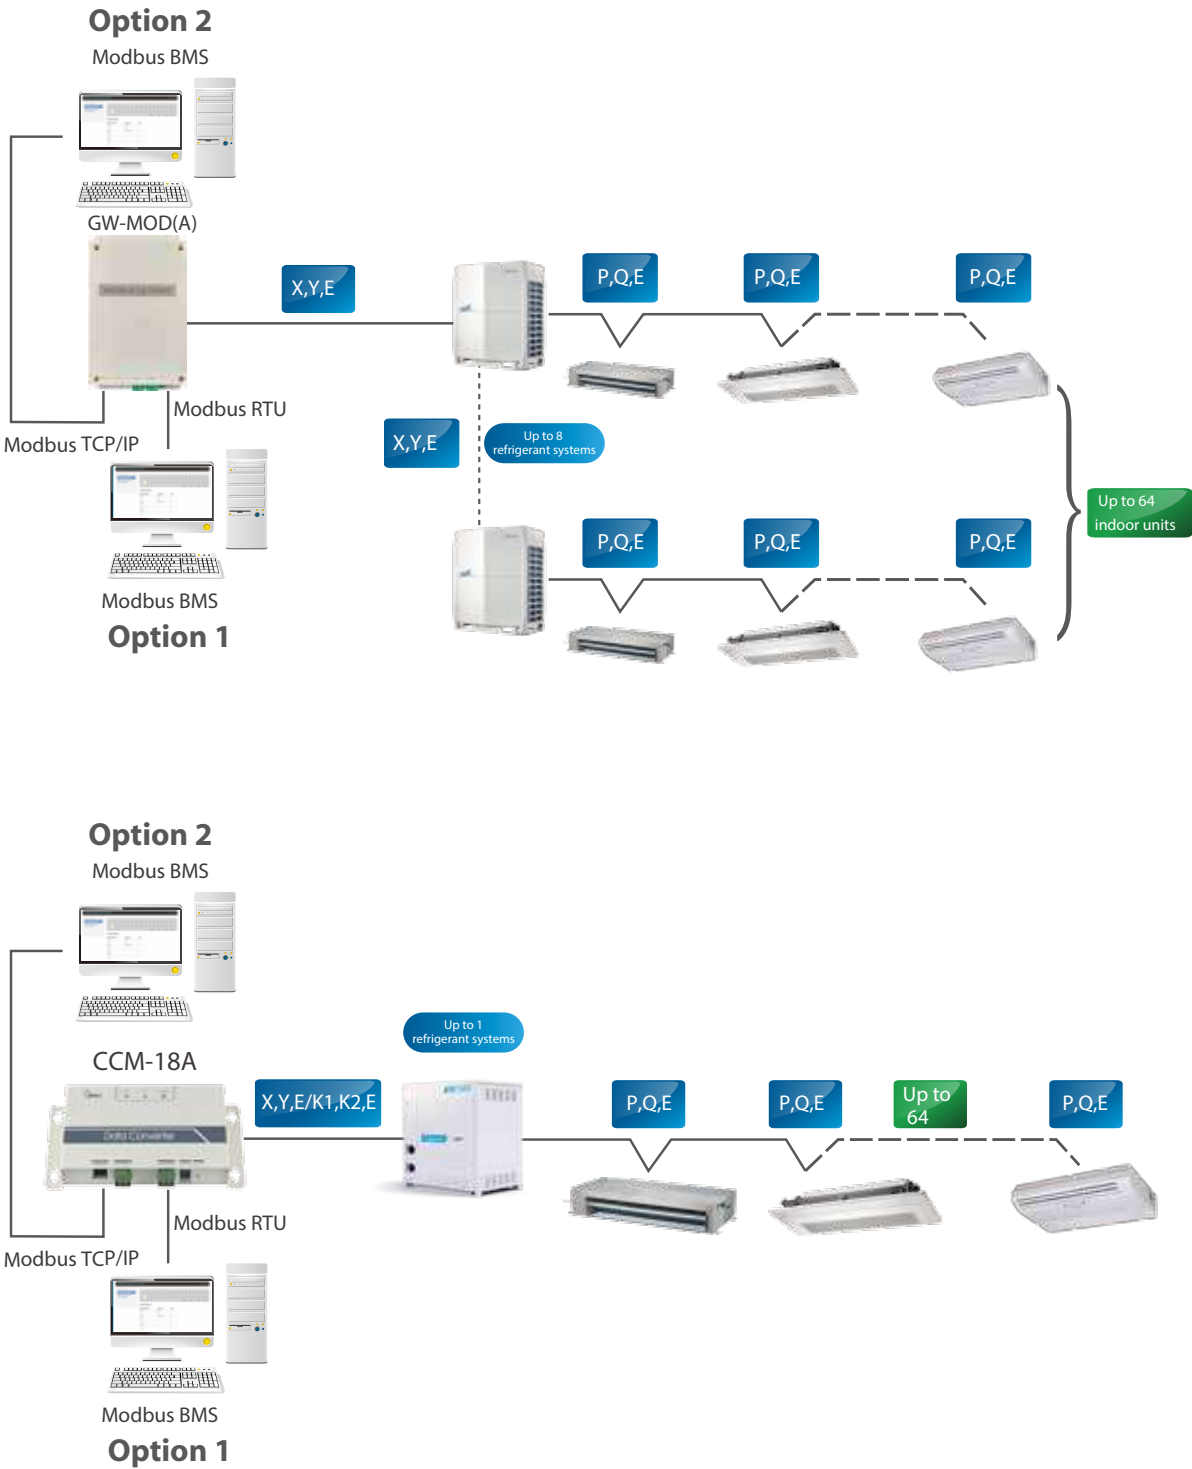 Option 2
Modbus BMS
GW-MOD(A)
X,Y,E
P,Q,E
P,Q,E
P,Q,E
Modbus RTU
Modbus TCP/IP
X,Y,E
Up to 8
refrigerant systems
Up to 64
indoor units
P,Q,E
P,Q,E
P,Q,E
Modbus BMS
Option 1
Option 2
Modbus BMS
Up to 1
refrigerant systems
CCM-18A
X,Y,E/K1,K2,E
P,Q,E
P,Q,E
Up to
64
P,Q,E
Data Converter
Modbus RTU
Modbus TCP/IP
Modbus BMS
Option 1